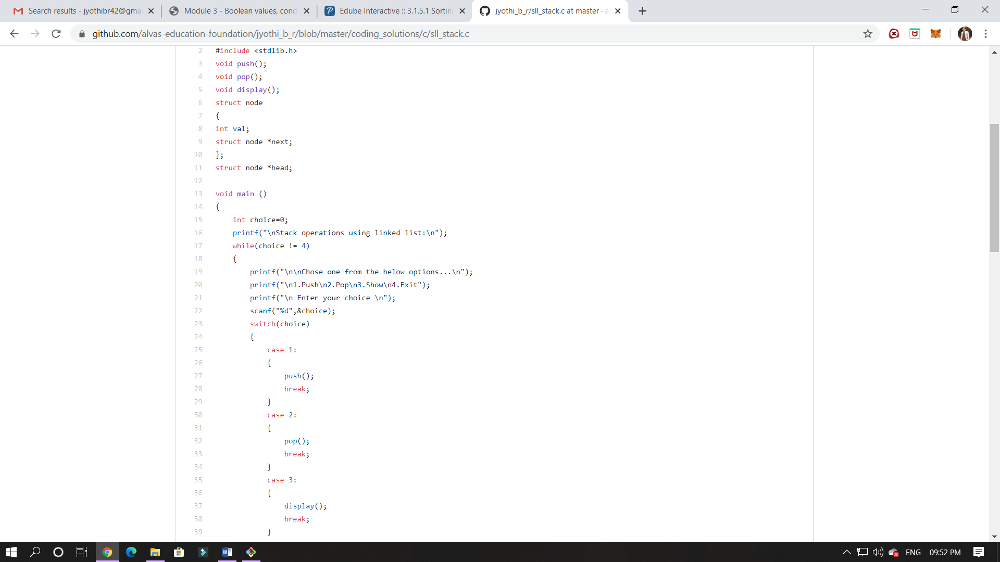 Search results - jyothibr42@gmai
Module 3 - Boolean values, cond
Edube Interactive :: 3.1.5.1 Sorting
jyothi_b_r/sll_stack.c at master · a
github.com/alvas-education-foundation/jyothi_b_r/blob/master/coding_solutions/c/sll_stack.c
2 #include <stdlib.h>
3 void push();
4 void pop();
5 void display();
6 struct node
7 {
8 int val;
9 struct node *next;
10 };
11 struct node *head;
12
13 void main ()
14 {
15 int choice=0;
16 printf("\nStack operations using linked list:\n");
17 while(choice != 4)
18 {
19 printf("\n\nChose one from the below options...\n");
20 printf("\n1.Push\n2.Pop\n3.Show\n4.Exit");
21 printf("\n Enter your choice \n");
22 scanf("%d",&choice);
23 switch(choice)
24 {
25 case 1:
26 {
27 push();
28 break;
29 }
30 case 2:
31 {
32 pop();
33 break;
34 }
35 case 3:
36 {
37 display();
38 break;
39 }
ENG 09:52 PM